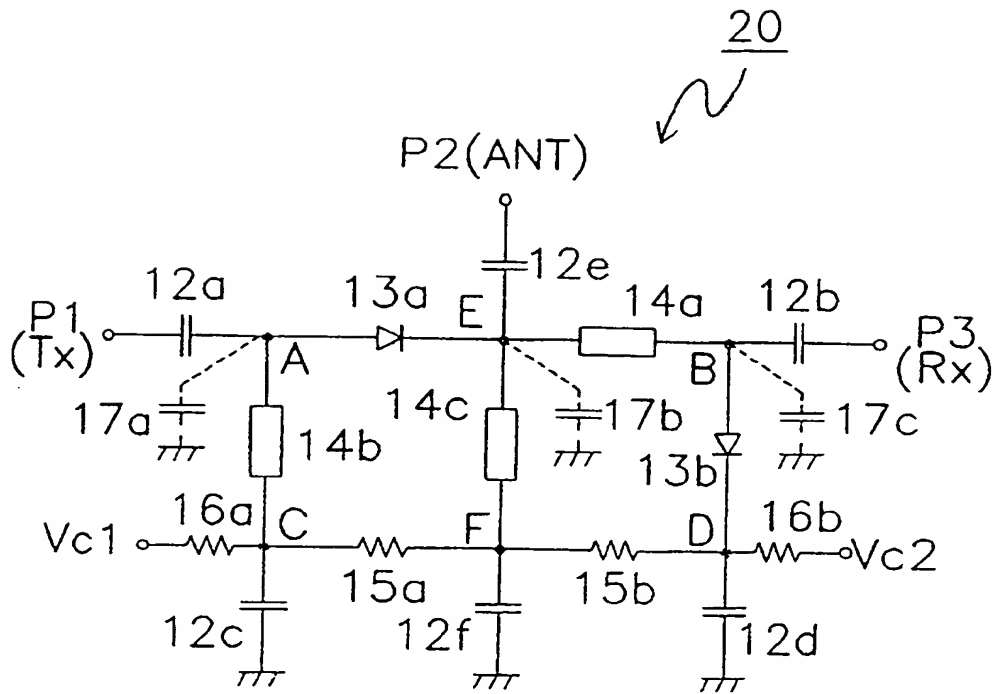 20
P2(ANT)
12e
12a
13a
E
14a
12b
P1
(Tx)
P3
(Rx)
A
B
17a
14b
14c
17b
17c
13b
Vc1
16a
C
F
D
16b
Vc2
15a
15b
12c
12f
12d